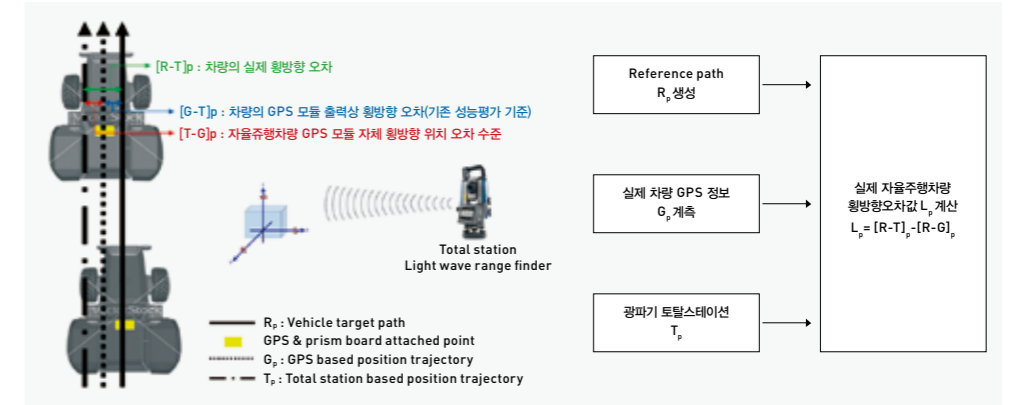 [R-T]p : 차량의 실제 횡방향 오차
[G-T]p : 차량의 GPS 모듈 출력상 횡방향 오차(기존 성능평가 기준)
[T-G]p : 자율쥬행차량 GPS 모듈 자체 횡방향 위치 오차 수준
Total station
Light wave range finder
Rₚ : Vehicle target path
GPS & prism board attached point
Gₚ : GPS based position trajectory
Tₚ : Total station based position trajectory
Reference path
Rₚ 생성
실제 차량 GPS 정보
Gₚ 계측
광파기 토탈스테이션
Tₚ
실제 자율주행차량
횡방향오차값 Lₚ 계산
Lₚ= [R-T]ₚ-[R-G]ₚ